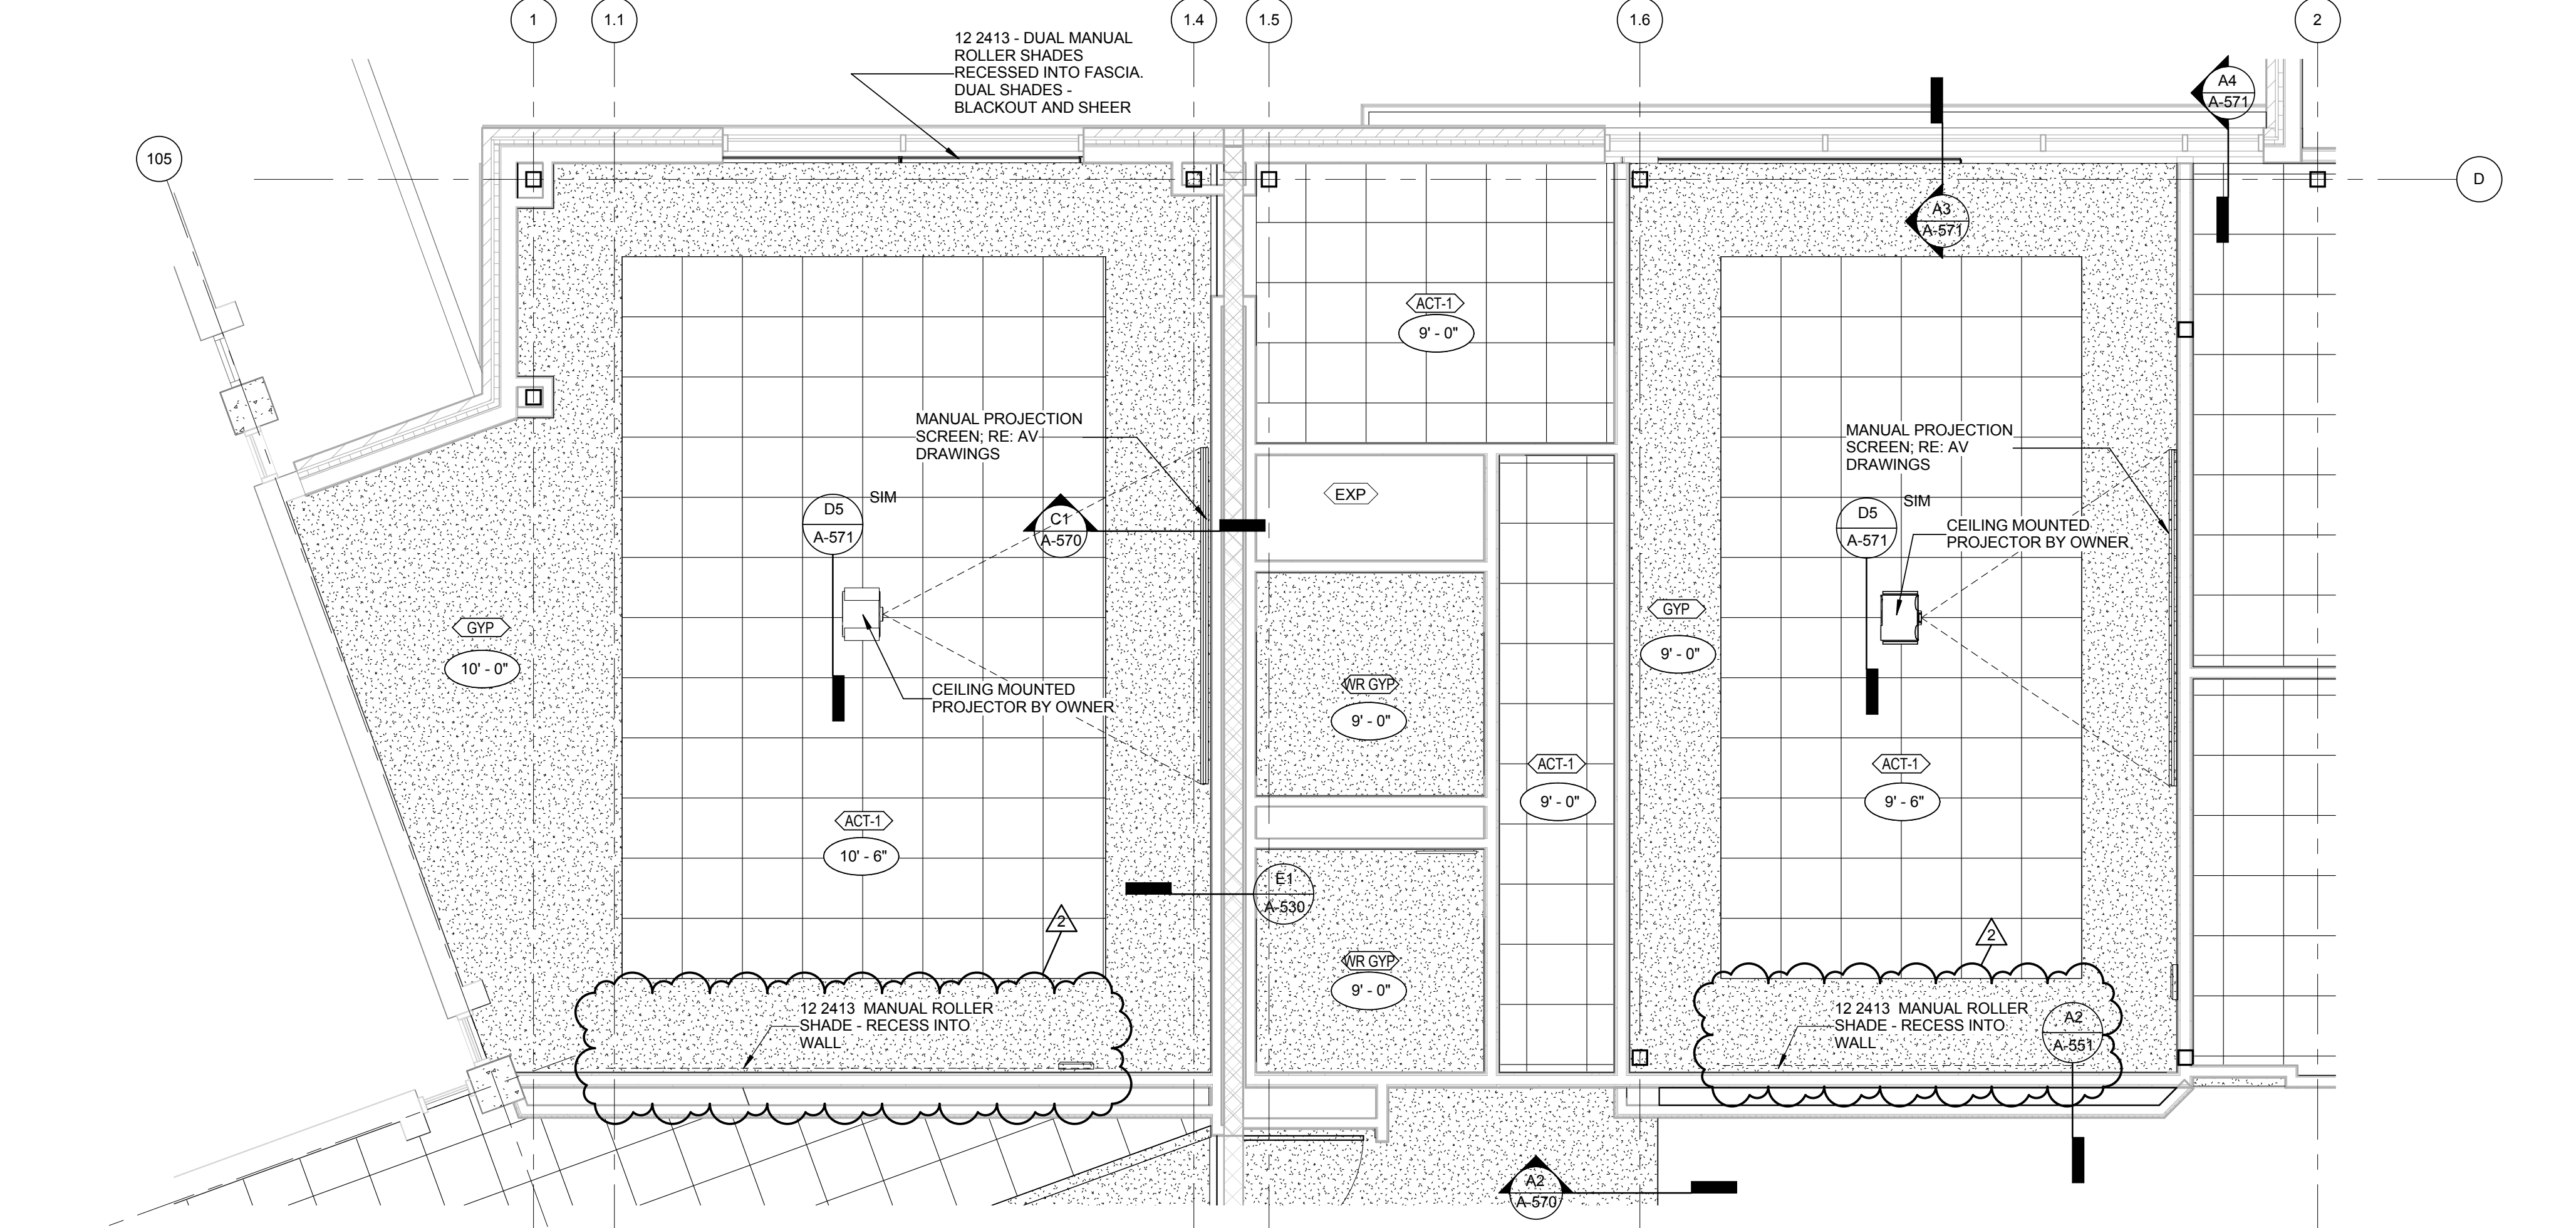 1
1.1
1.4
1.5
1.6
2
12 2413 - DUAL MANUAL
ROLLER SHADES
RECESSED INTO FASCIA.
DUAL SHADES -
BLACKOUT AND SHEER
A4
A-571
105
D
A3
A-571
ACT-1
9' - 0"
MANUAL PROJECTION
SCREEN; RE: AV
DRAWINGS
MANUAL PROJECTION
SCREEN; RE: AV
DRAWINGS
D5
A-571
SIM
C1
A-570
EXP
D5
A-571
SIM
CEILING MOUNTED
PROJECTOR BY OWNER
GYP
10' - 0"
GYP
9' - 0"
CEILING MOUNTED
PROJECTOR BY OWNER
WR GYP
9' - 0"
ACT-1
9' - 0"
ACT-1
9' - 6"
ACT-1
10' - 6"
E1
A-530
2
2
WR GYP
9' - 0"
12 2413 MANUAL ROLLER
SHADE - RECESS INTO
WALL
12 2413 MANUAL ROLLER
SHADE - RECESS INTO
WALL
A2
A-551
A2
A-570